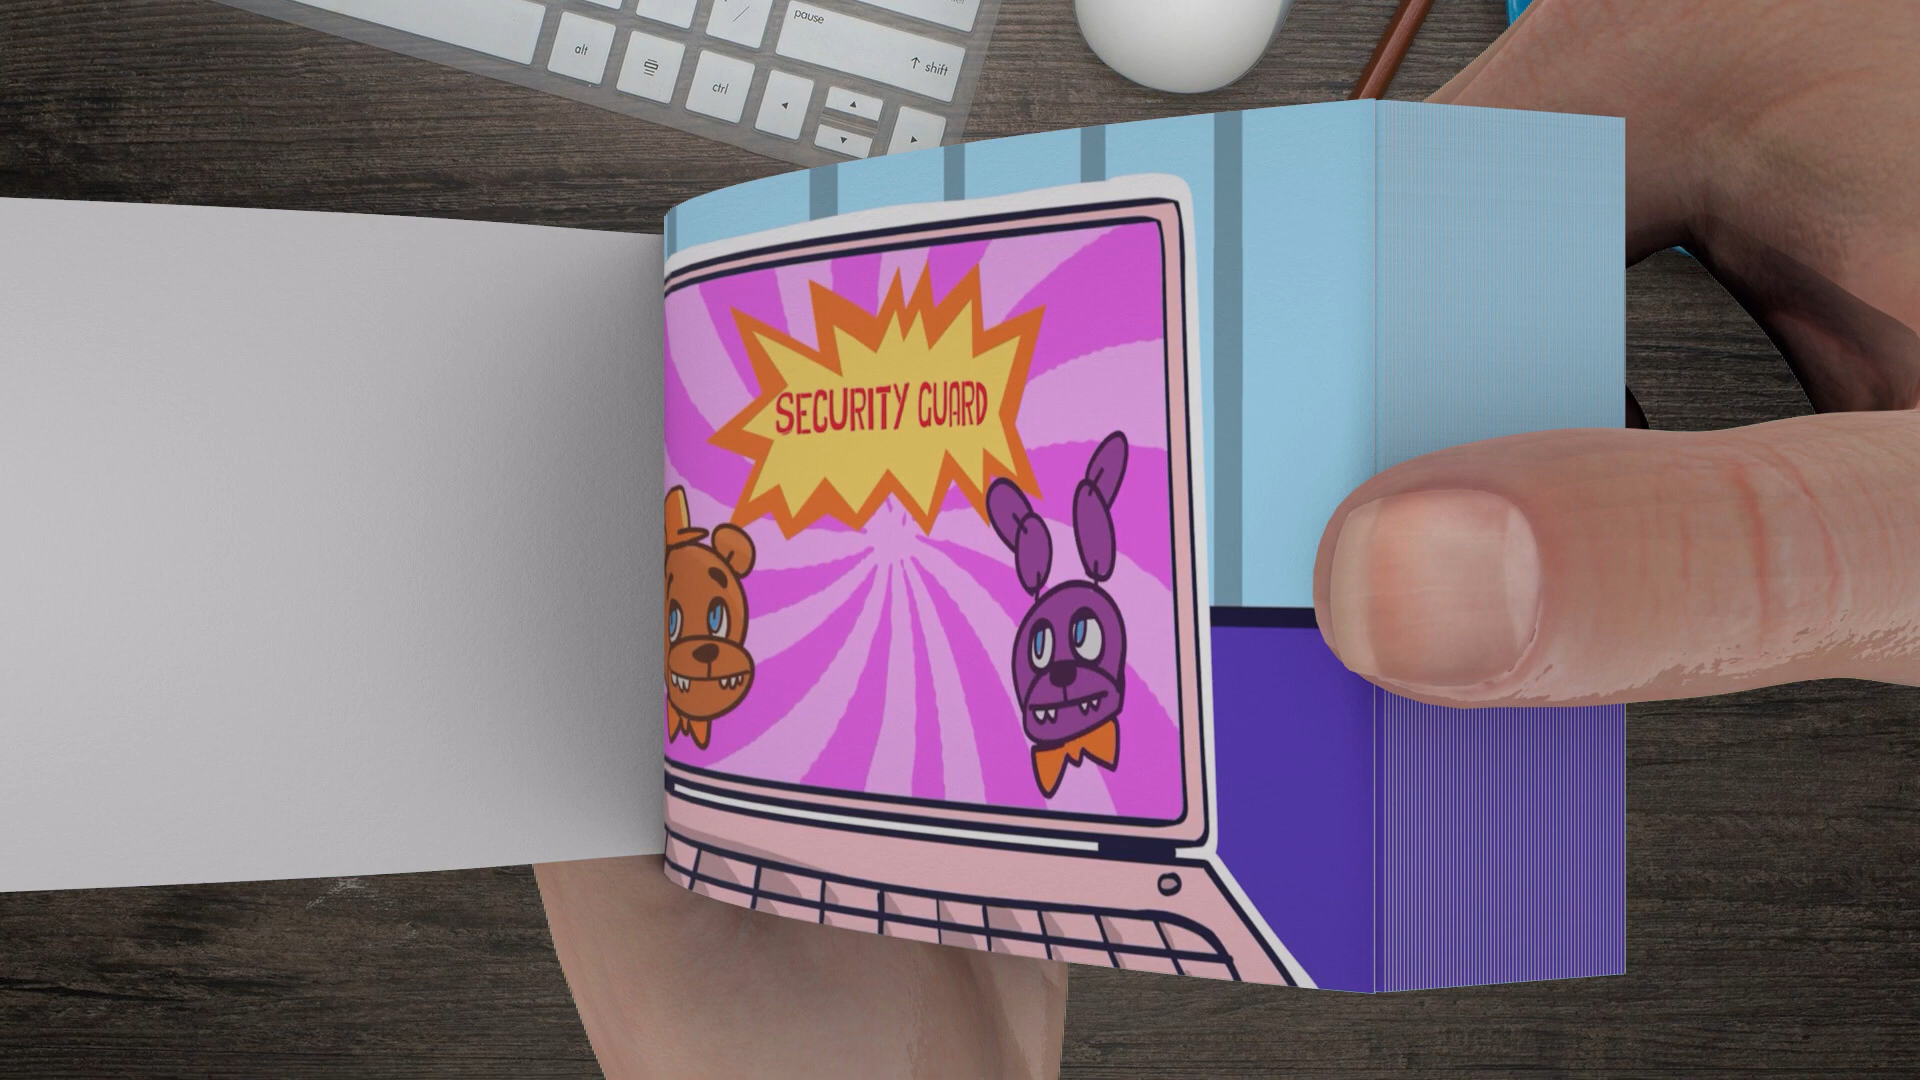 pause
alt
ctrl
↑ shift
SECURITY GUARD